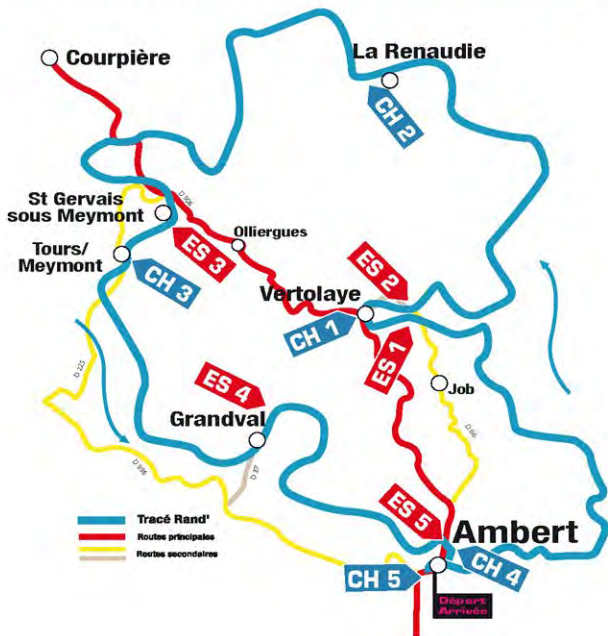 Courpière
La Renaudie
CH 2
St Gervais
sous Meymont
D 906
ES 3
Olliergues
Tours/
Meymont
CH 3
Vertolaye
ES 2
CH 1
ES 1
D 225
ES 4
Grandval
Job
D 66
D 37
D 996
Tracé Rand'
Routes principales
Routes secondaires
ES 5
Ambert
CH 5
CH 4
Départ
Arrivée